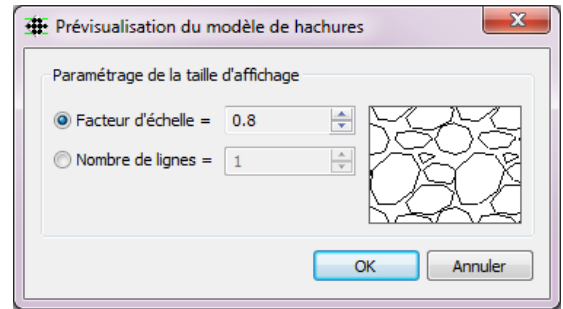 Prévisualisation du modèle de hachures
Paramétrage de la taille d'affichage
Facteur d'échelle = 0.8
Nombre de lignes = 1
OK Annuler